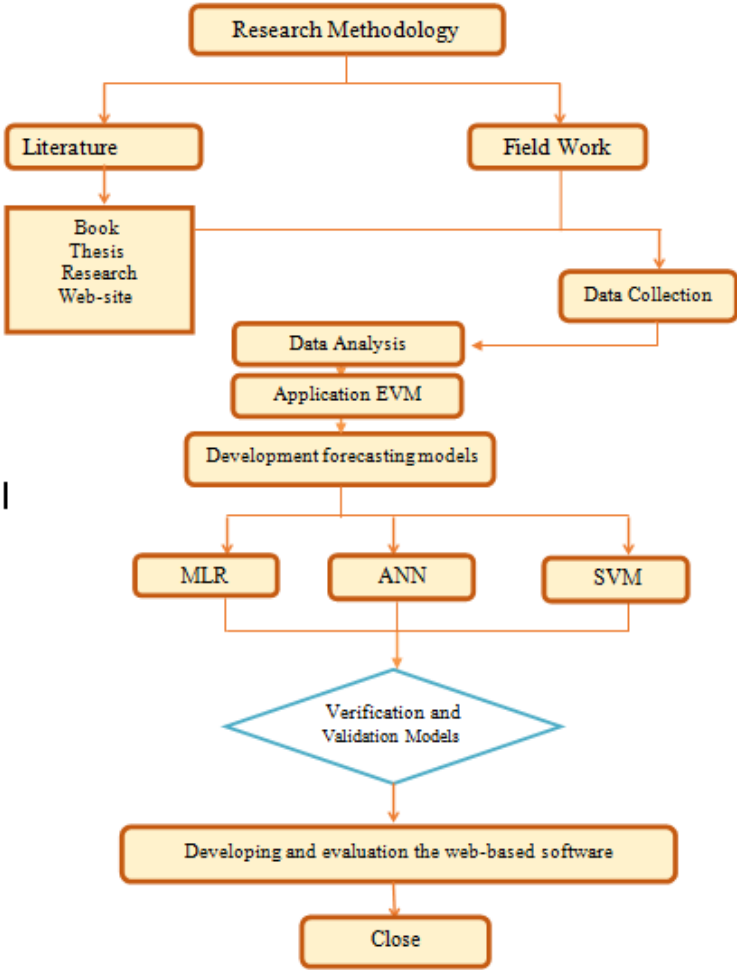 Research Methodology
Literature
Field Work
Book
Thesis
Research
Web-site
Data Collection
Data Analysis
Application EVM
Development forecasting models
MLR
ANN
SVM
Verification and
Validation Models
Developing and evaluation the web-based software
Close